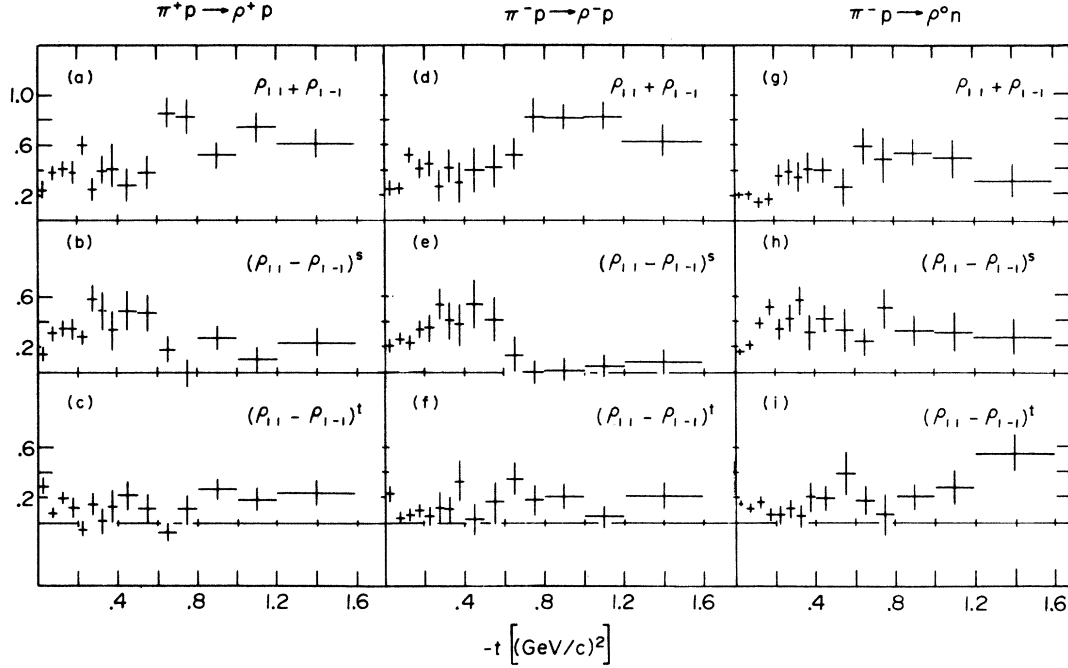 π⁺p → ρ⁺p π⁻p → ρ⁻p π⁻p → ρ⁰n
(a) ρ₁₁ + ρ₁₋₁ (d) ρ₁₁ + ρ₁₋₁ (g) ρ₁₁ + ρ₁₋₁
1.0
.6
.2
(b) (ρ₁₁ − ρ₁₋₁)ˢ (e) (ρ₁₁ − ρ₁₋₁)ˢ (h) (ρ₁₁ − ρ₁₋₁)ˢ
.6
.2
(c) (ρ₁₁ − ρ₁₋₁)ᵗ (f) (ρ₁₁ − ρ₁₋₁)ᵗ (i) (ρ₁₁ − ρ₁₋₁)ᵗ
.6
.2
.4 .8 1.2 1.6 .4 .8 1.2 1.6 .4 .8 1.2 1.6
-t [(GeV/c)²]